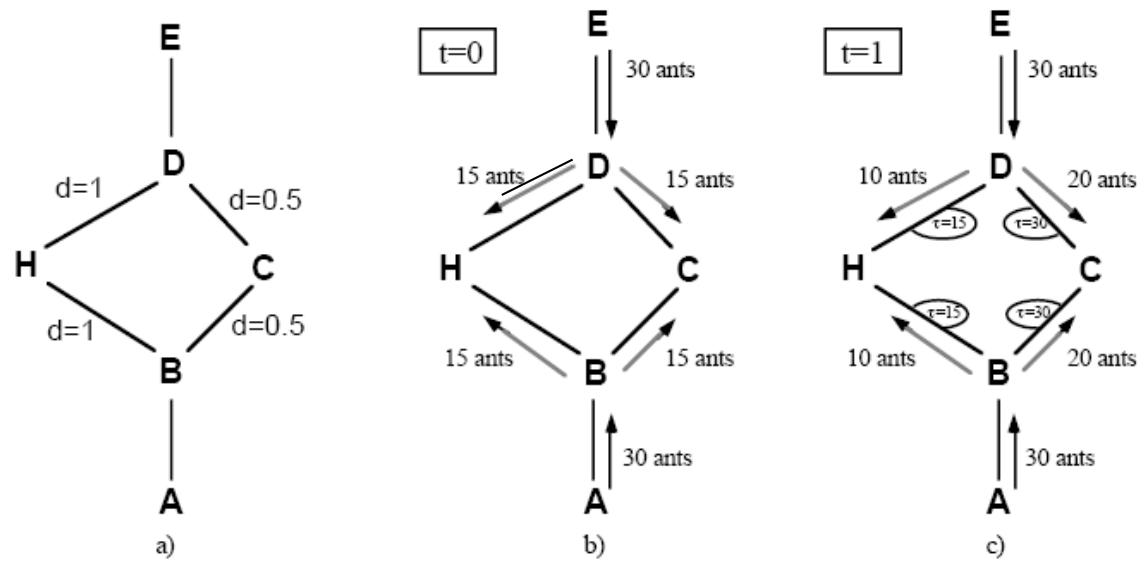 E
D
d=1
d=0.5
H
C
d=1
d=0.5
B
A
a)
t=0
E
30 ants
D
15 ants
15 ants
H
C
15 ants
15 ants
B
30 ants
A
b)
t=1
E
30 ants
D
10 ants
20 ants
τ=15
τ=30
H
C
τ=15
τ=30
10 ants
20 ants
B
30 ants
A
c)